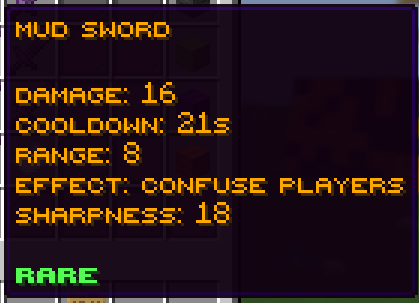 MUD SWORD
DAMAGE: 16
COOLDOWN: 21s
RANGE: 8
EFFECT: CONFUSE PLAYERS
SHARPNESS: 18
RARE